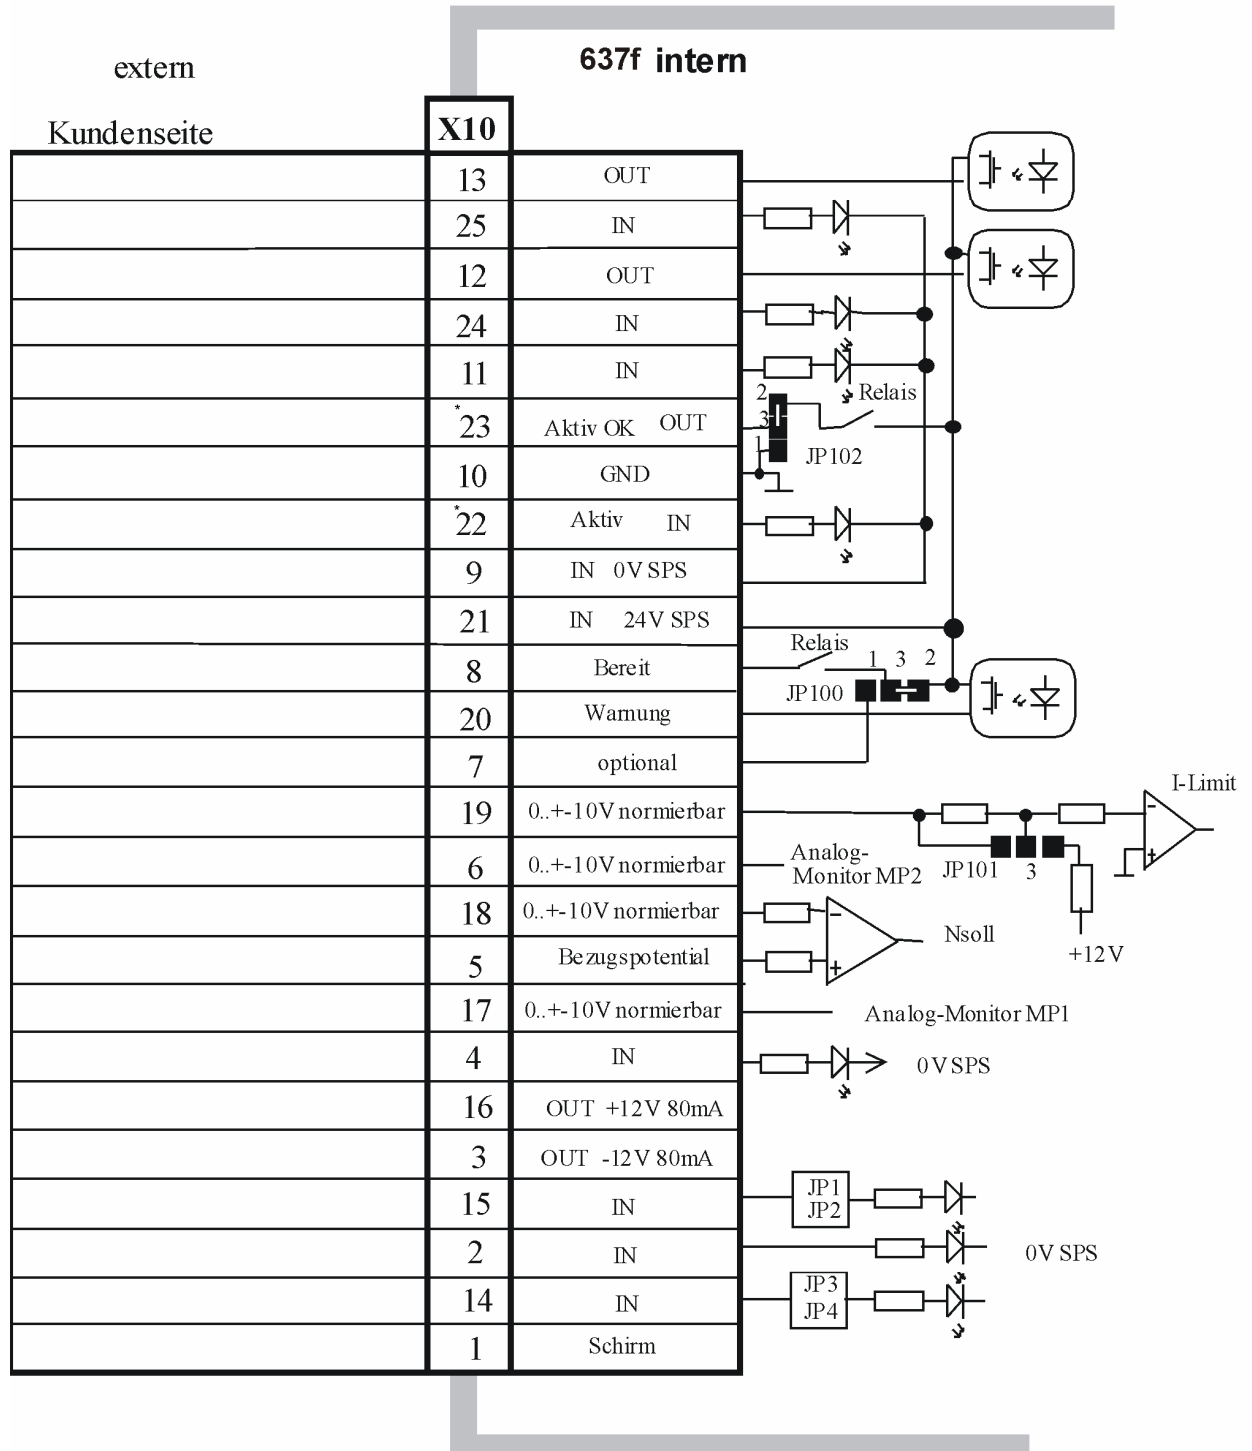 637f intern
extern
Kundenseite
X10
13 OUT
25 IN
12 OUT
24 IN
11 IN
*23 Aktiv OK OUT
2
3
1
Relais
JP102
10 GND
*22 Aktiv IN
9 IN 0V SPS
21 IN 24V SPS
Relais
8 Bereit
1 3 2
JP100
20 Warnung
7 optional
I-Limit
19 0..+-10V normierbar
-
+
JP101 3
+12V
6 0..+-10V normierbar
Analog-
Monitor MP2
18 0..+-10V normierbar
-
+
Nsoll
5 Bezugspotential
17 0..+-10V normierbar Analog-Monitor MP1
4 IN 0V SPS
16 OUT +12V 80mA
3 OUT -12V 80mA
15 IN
JP1
JP2
2 IN 0V SPS
14 IN
JP3
JP4
1 Schirm